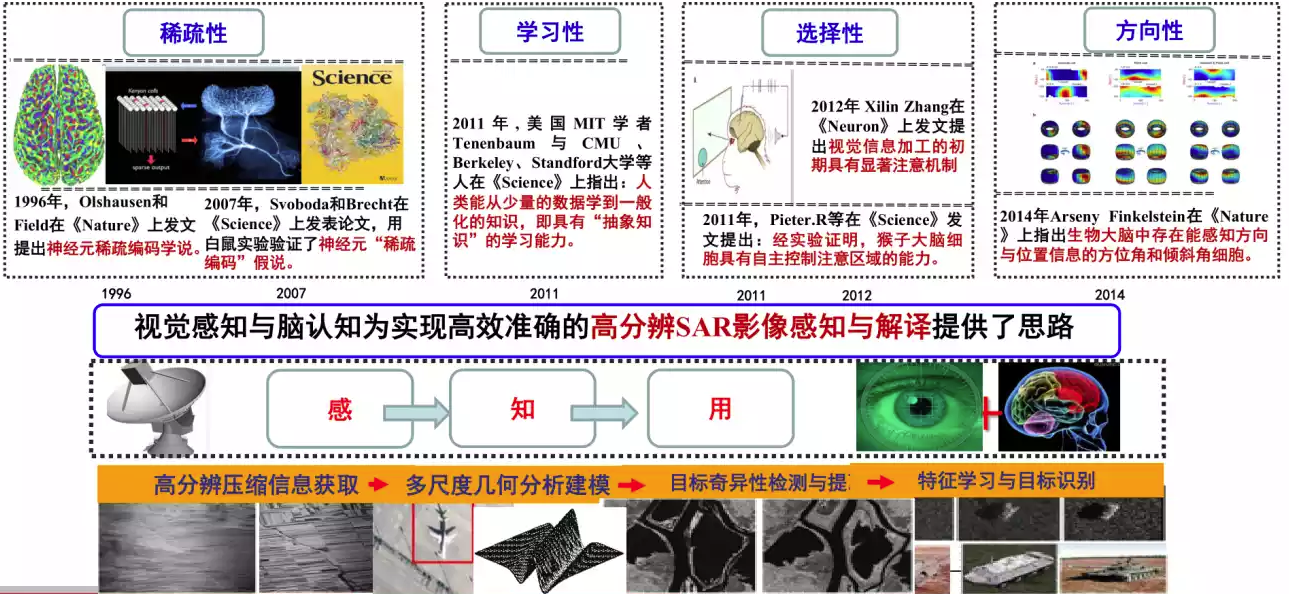 稀疏性
Kenyon cells
sparse output
Science
1996年，Olshausen和
Field在《Nature》上发文
提出神经元稀疏编码学说。
2007年，Svoboda和Brecht在
《Science》上发表论文，用
白鼠实验验证了神经元“稀疏
编码”假说。
学习性
2011年,美国MIT学者
Tenenbaum与CMU、
Berkeley、Standford大学等
人在《Science》上指出：人
类能从少量的数据学到一般
化的知识，即具有“抽象知
识”的学习能力。
选择性
Attention
2012年 Xilin Zhang在
《Neuron》上发文提
出视觉信息加工的初
期具有显著注意机制
2011年，Pieter.R等在《Science》发
文提出：经实验证明，猴子大脑细
胞具有自主控制注意区域的能力。
方向性
2014年Arseny Finkelstein在《Nature
》上指出生物大脑中存在能感知方向
与位置信息的方位角和倾斜角细胞。
1996
2007
2011
2011
2012
2014
视觉感知与脑认知为实现高效准确的高分辨SAR影像感知与解译提供了思路
感
知
用
高分辨压缩信息获取
多尺度几何分析建模
目标奇异性检测与提
特征学习与目标识别